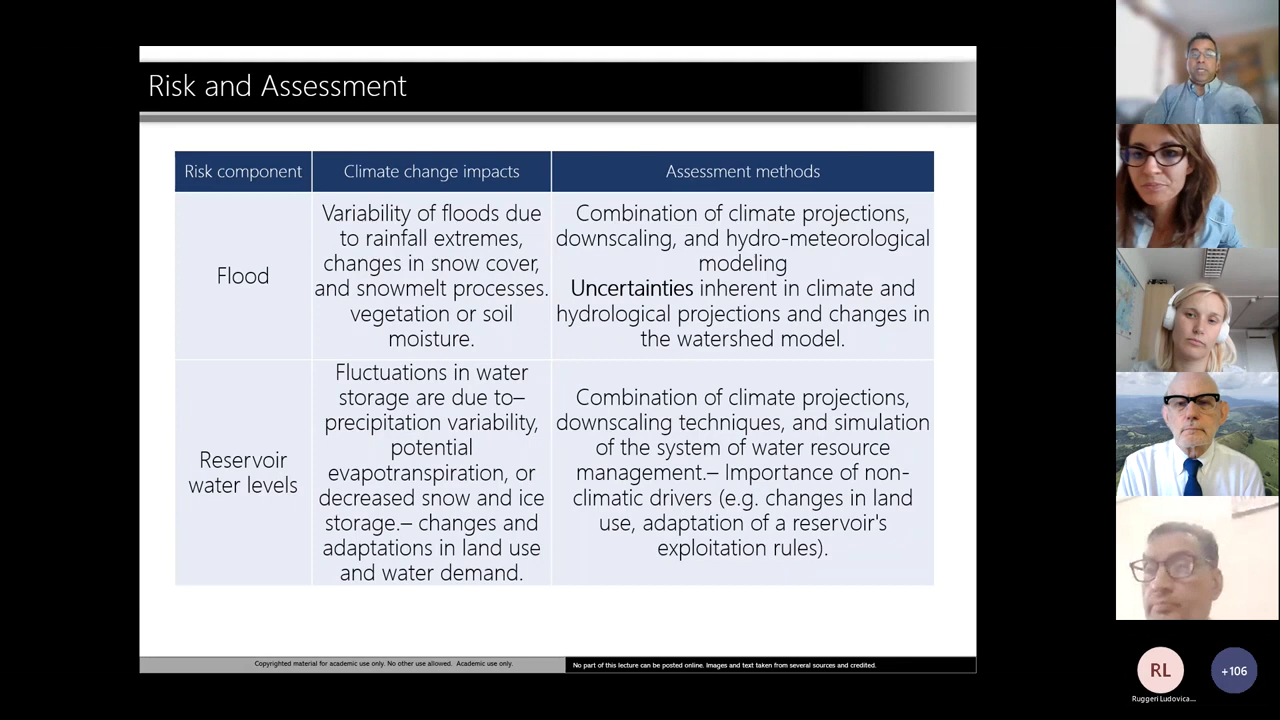 Risk and Assessment
Risk component
Climate change impacts
Assessment methods
Flood
Variability of floods due
to rainfall extremes,
changes in snow cover,
and snowmelt processes.
vegetation or soil
moisture.
Combination of climate projections,
downscaling, and hydro-meteorological
modeling
Uncertainties inherent in climate and
hydrological projections and changes in
the watershed model.
Reservoir
water levels
Fluctuations in water
storage are due to–
precipitation variability,
potential
evapotranspiration, or
decreased snow and ice
storage.– changes and
adaptations in land use
and water demand.
Combination of climate projections,
downscaling techniques, and simulation
of the system of water resource
management.– Importance of non-
climatic drivers (e.g. changes in land
use, adaptation of a reservoir's
exploitation rules).
Copyrighted material for academic use only. No other use allowed. Academic use only.
No part of this lecture can be posted online. Images and text taken from several sources and credited.
RL
+106
Ruggeri Ludovica...